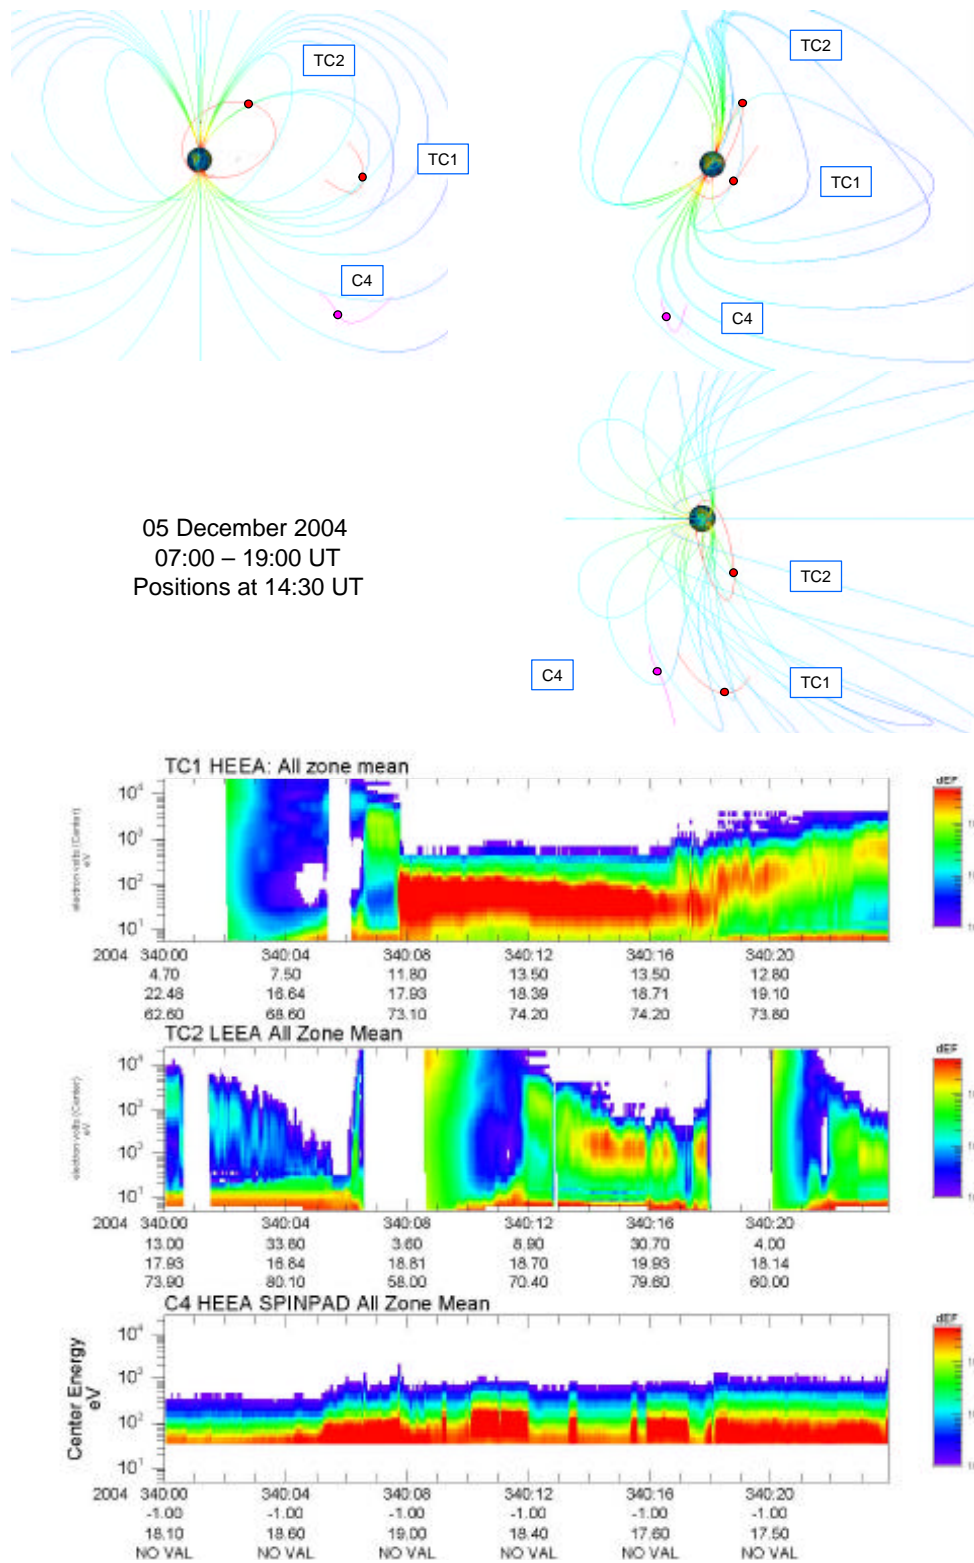 TC2
TC1
C4
TC2
TC1
C4
TC2
C4
TC1
05 December 2004
07:00 – 19:00 UT
Positions at 14:30 UT
TC1 HEEA: All zone mean
dEF
electron volts (Center)
eV
10⁴
10³
10²
10¹
2004 340:00 340:04 340:08 340:12 340:16 340:20
4.70 7.50 11.80 13.50 13.50 12.80
22.48 16.64 17.93 18.39 18.71 19.10
62.60 68.60 73.10 74.20 74.20 73.80
TC2 LEEA All Zone Mean
dEF
electron volts (Center)
eV
10⁴
10³
10²
10¹
2004 340:00 340:04 340:08 340:12 340:16 340:20
13.00 33.60 3.60 8.90 30.70 4.00
17.93 16.84 18.81 18.70 19.93 18.14
73.90 80.10 58.00 70.40 79.60 60.00
C4 HEEA SPINPAD All Zone Mean
dEF
Center Energy
eV
10⁴
10³
10²
10¹
2004 340:00 340:04 340:08 340:12 340:16 340:20
-1.00 -1.00 -1.00 -1.00 -1.00 -1.00
18.10 18.60 19.00 18.40 17.60 17.50
NO VAL NO VAL NO VAL NO VAL NO VAL NO VAL